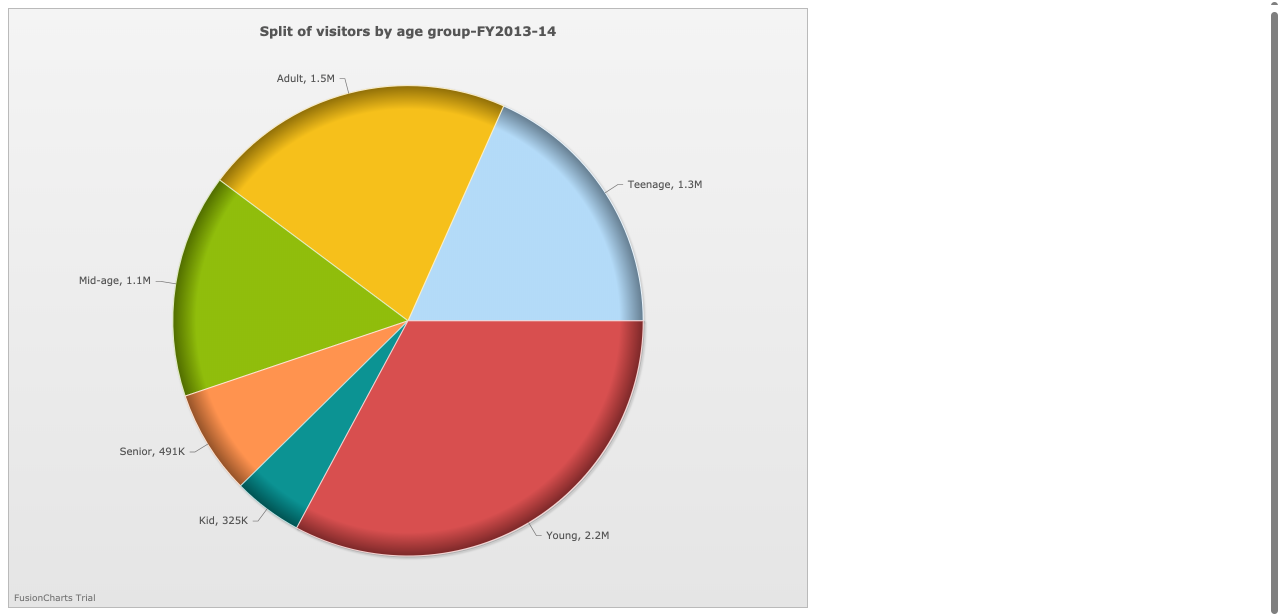 Split of visitors by age group-FY2013-14
Adult, 1.5M
Teenage, 1.3M
Mid-age, 1.1M
Senior, 491K
Kid, 325K
Young, 2.2M
FusionCharts Trial